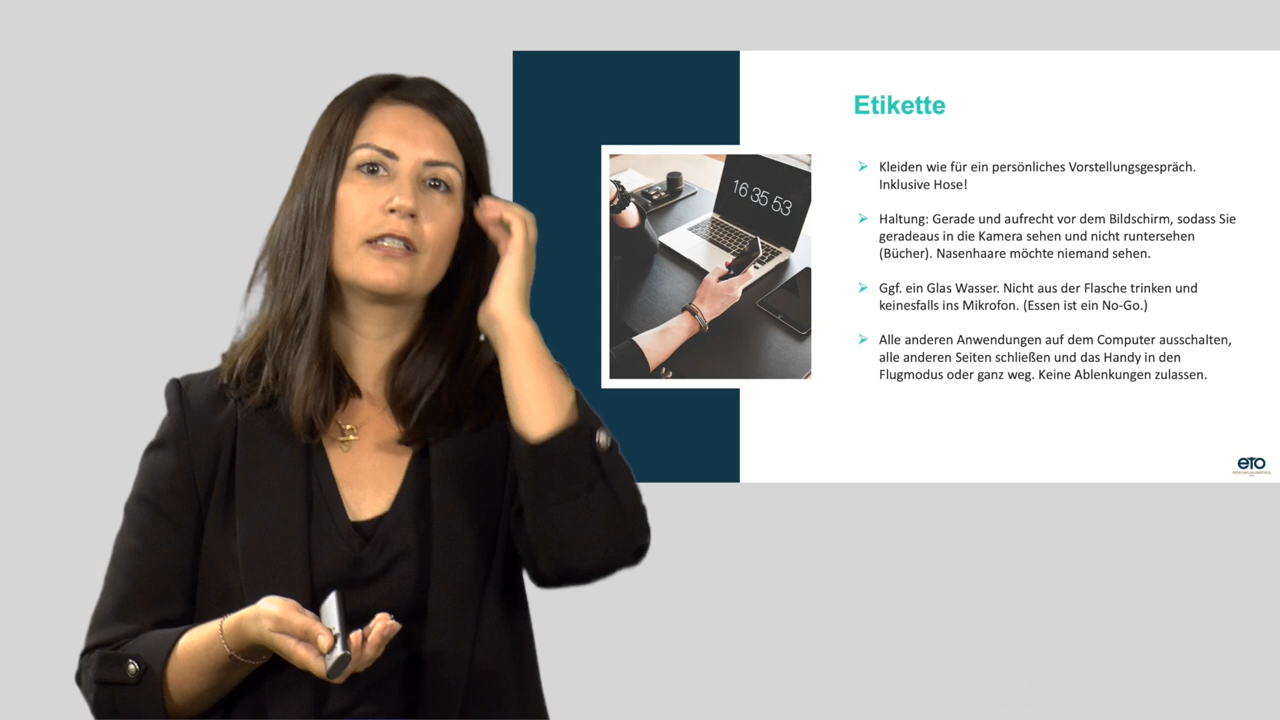 Etikette
Kleiden wie für ein persönliches Vorstellungsgespräch.
Inklusive Hose!
Haltung: Gerade und aufrecht vor dem Bildschirm, sodass Sie
geradeaus in die Kamera sehen und nicht runtersehen
(Bücher). Nasenhaare möchte niemand sehen.
Ggf. ein Glas Wasser. Nicht aus der Flasche trinken und
keinesfalls ins Mikrofon. (Essen ist ein No-Go.)
Alle anderen Anwendungen auf dem Computer ausschalten,
alle anderen Seiten schließen und das Handy in den
Flugmodus oder ganz weg. Keine Ablenkungen zulassen.
16 35 53
eTO